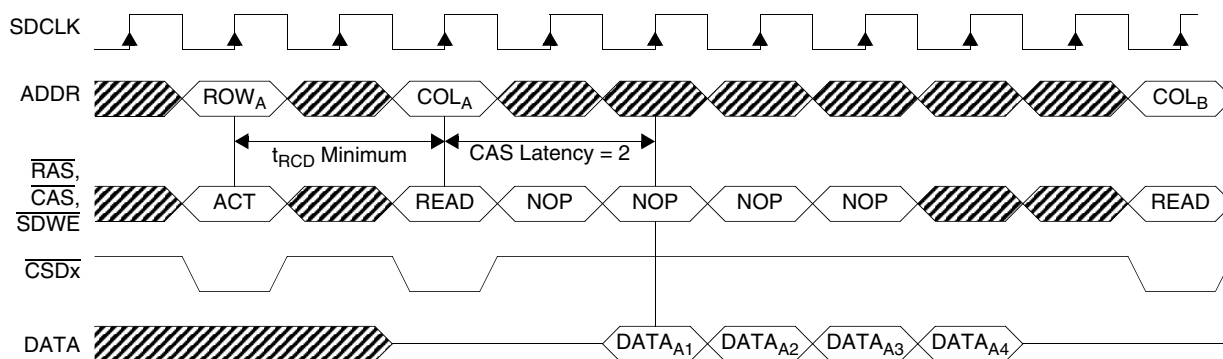 SDCLK
ADDR ROW_A COL_A COL_B
t_RCD Minimum CAS Latency = 2
RAS,
CAS,
SDWE ACT READ NOP NOP NOP NOP READ
CSDx
DATA DATA_A1 DATA_A2 DATA_A3 DATA_A4